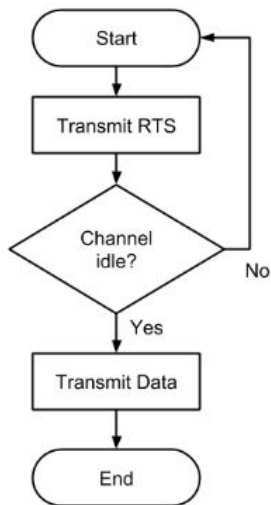 Start
Transmit RTS
Channel
idle?
No
Yes
Transmit Data
End